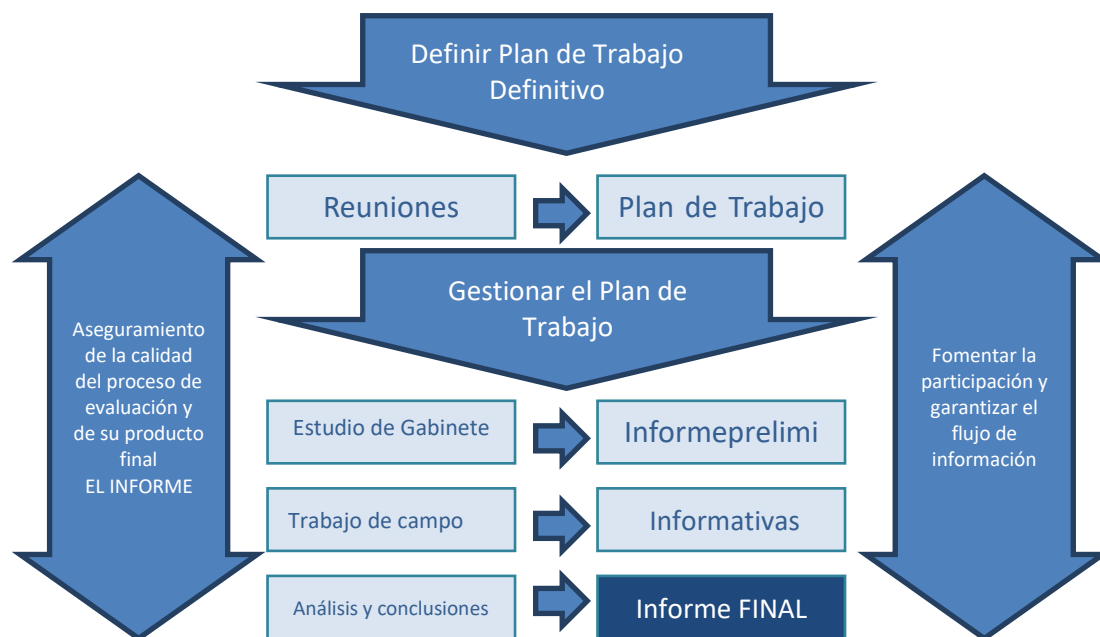 Definir Plan de Trabajo
Definitivo
Reuniones
Plan de Trabajo
Gestionar el Plan de
Trabajo
Aseguramiento
de la calidad
del proceso de
evaluación y
de su producto
final
EL INFORME
Fomentar la
participación y
garantizar el
flujo de
información
Estudio de Gabinete
Informeprelimi
Trabajo de campo
Informativas
Análisis y conclusiones
Informe FINAL